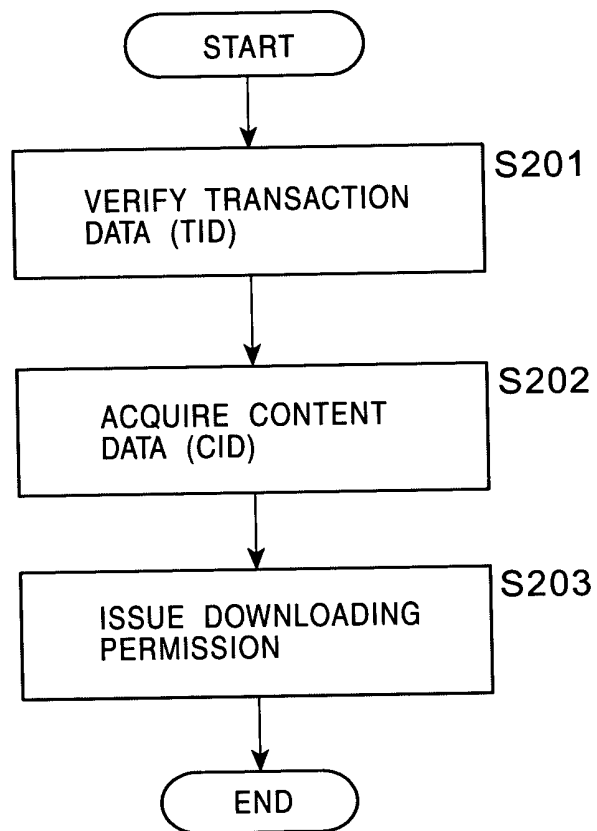 START
S201
VERIFY TRANSACTION
DATA (TID)
S202
ACQUIRE CONTENT
DATA (CID)
S203
ISSUE DOWNLOADING
PERMISSION
END